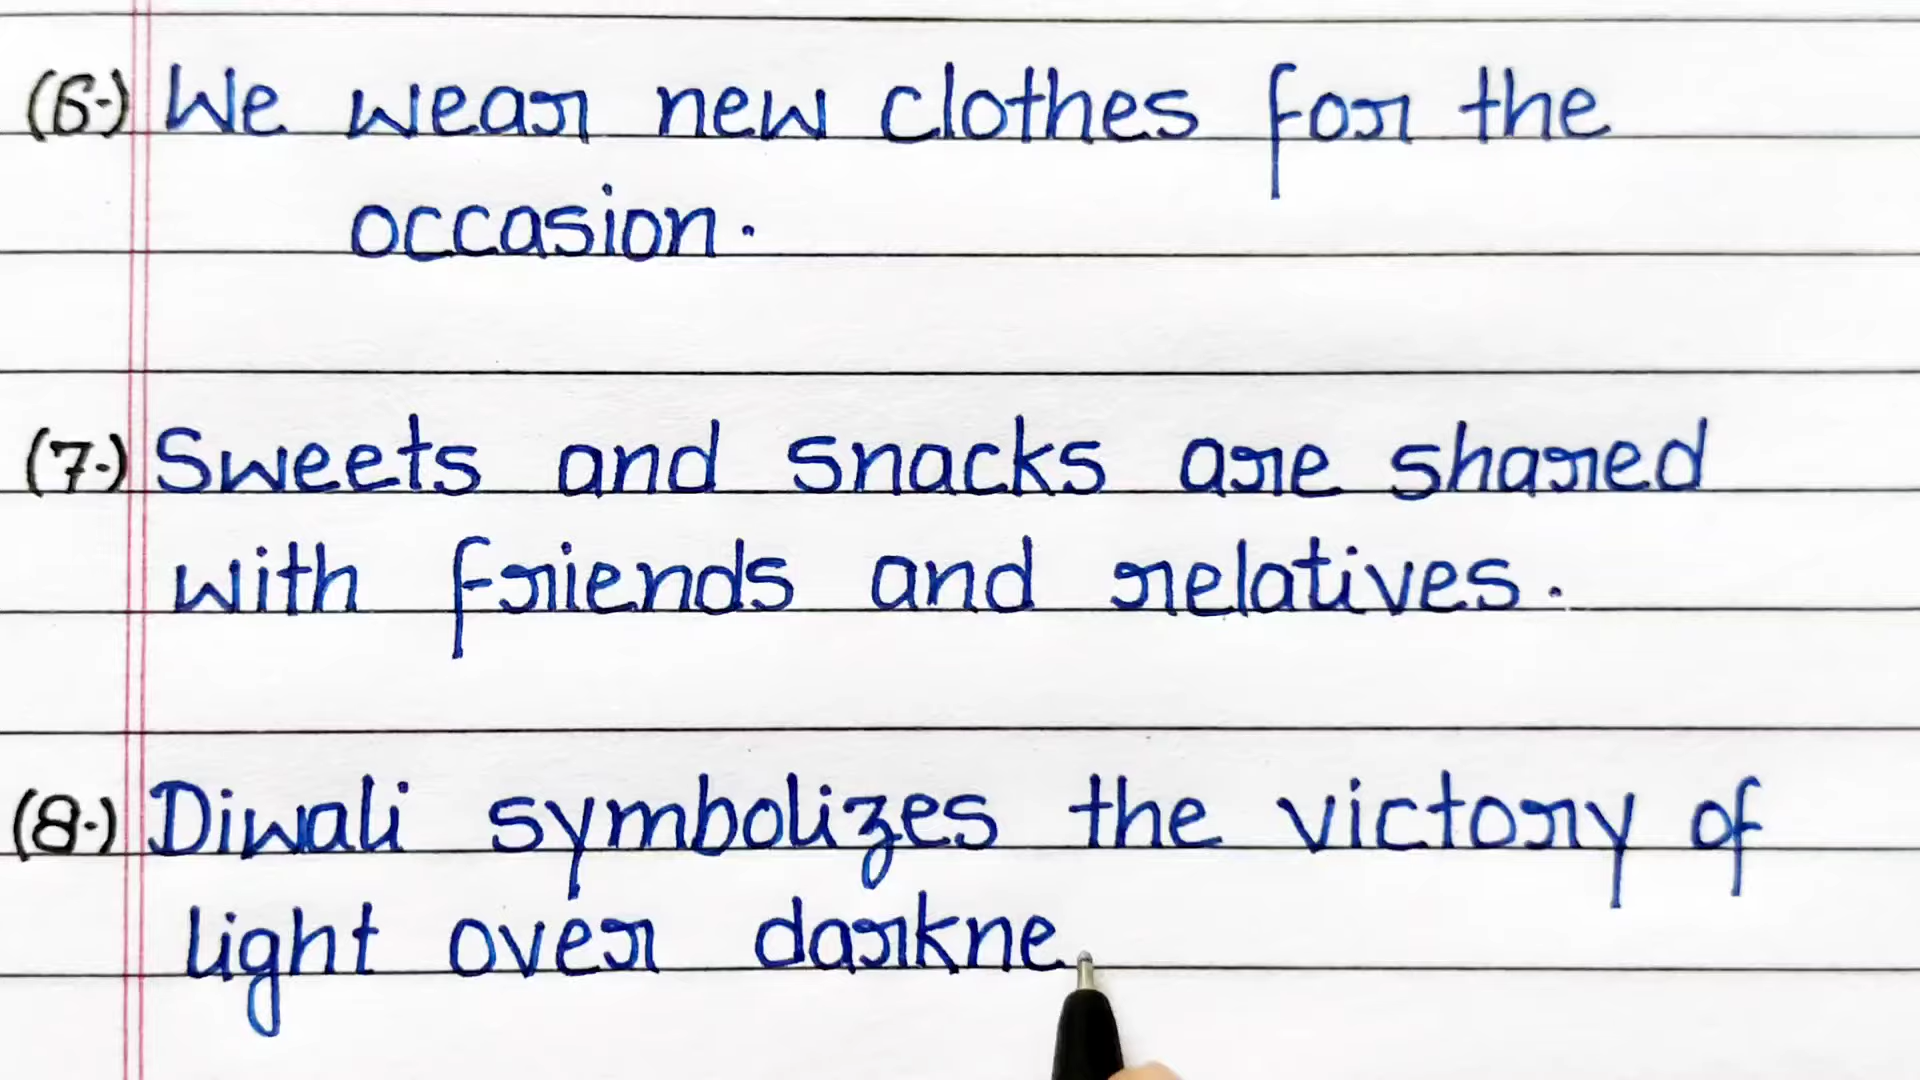 (6.) We wear new clothes for the
occasion.
(7.) Sweets and snacks are shared
with friends and relatives.
(8.) Diwali symbolizes the victory of
light over darkne